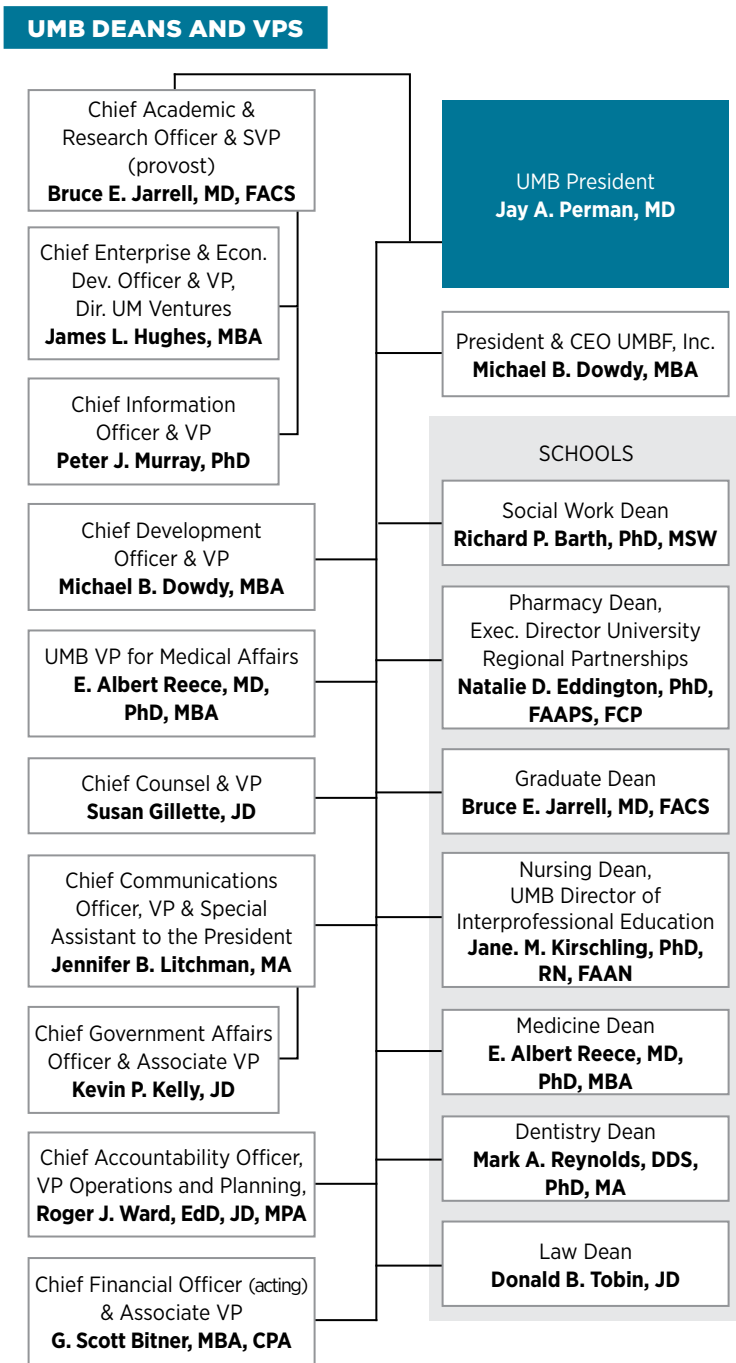 UMB DEANS AND VPS
Chief Academic &
Research Officer & SVP
(provost)
Bruce E. Jarrell, MD, FACS
Chief Enterprise & Econ.
Dev. Officer & VP,
Dir. UM Ventures
James L. Hughes, MBA
Chief Information
Officer & VP
Peter J. Murray, PhD
Chief Development
Officer & VP
Michael B. Dowdy, MBA
UMB VP for Medical Affairs
E. Albert Reece, MD,
PhD, MBA
Chief Counsel & VP
Susan Gillette, JD
Chief Communications
Officer, VP & Special
Assistant to the President
Jennifer B. Litchman, MA
Chief Government Affairs
Officer & Associate VP
Kevin P. Kelly, JD
Chief Accountability Officer,
VP Operations and Planning,
Roger J. Ward, EdD, JD, MPA
Chief Financial Officer (acting)
& Associate VP
G. Scott Bitner, MBA, CPA
UMB President
Jay A. Perman, MD
President & CEO UMBF, Inc.
Michael B. Dowdy, MBA
SCHOOLS
Social Work Dean
Richard P. Barth, PhD, MSW
Pharmacy Dean,
Exec. Director University
Regional Partnerships
Natalie D. Eddington, PhD,
FAAPS, FCP
Graduate Dean
Bruce E. Jarrell, MD, FACS
Nursing Dean,
UMB Director of
Interprofessional Education
Jane. M. Kirschling, PhD,
RN, FAAN
Medicine Dean
E. Albert Reece, MD,
PhD, MBA
Dentistry Dean
Mark A. Reynolds, DDS,
PhD, MA
Law Dean
Donald B. Tobin, JD